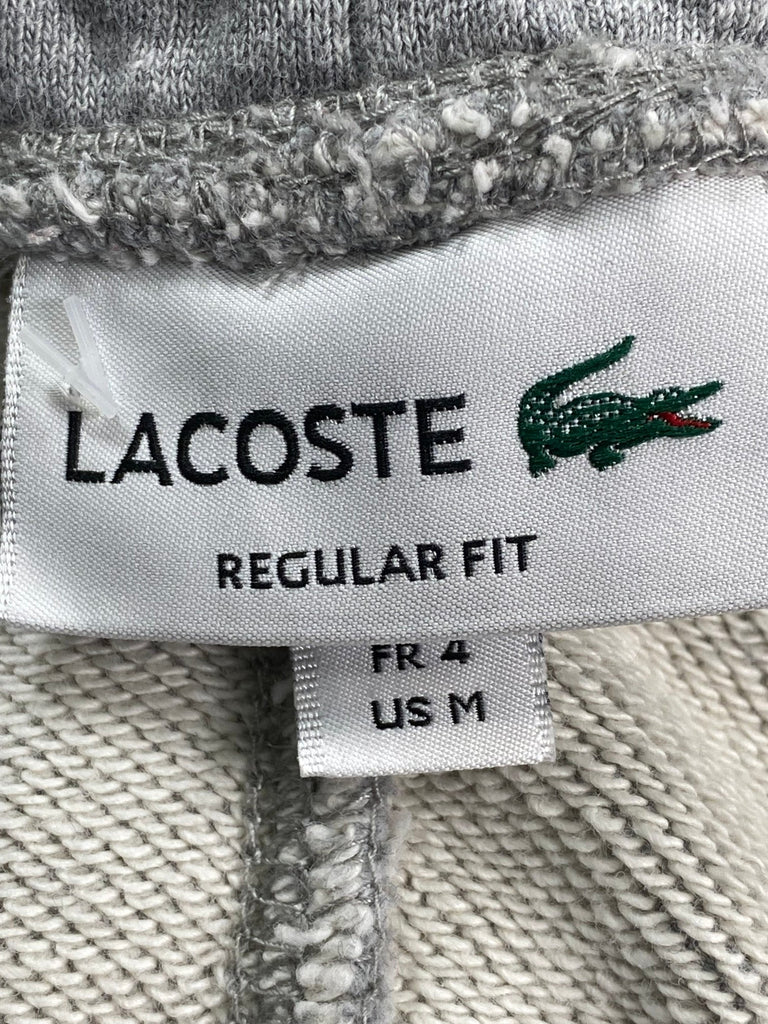 LACOSTE
REGULAR FIT
FR 4
US M